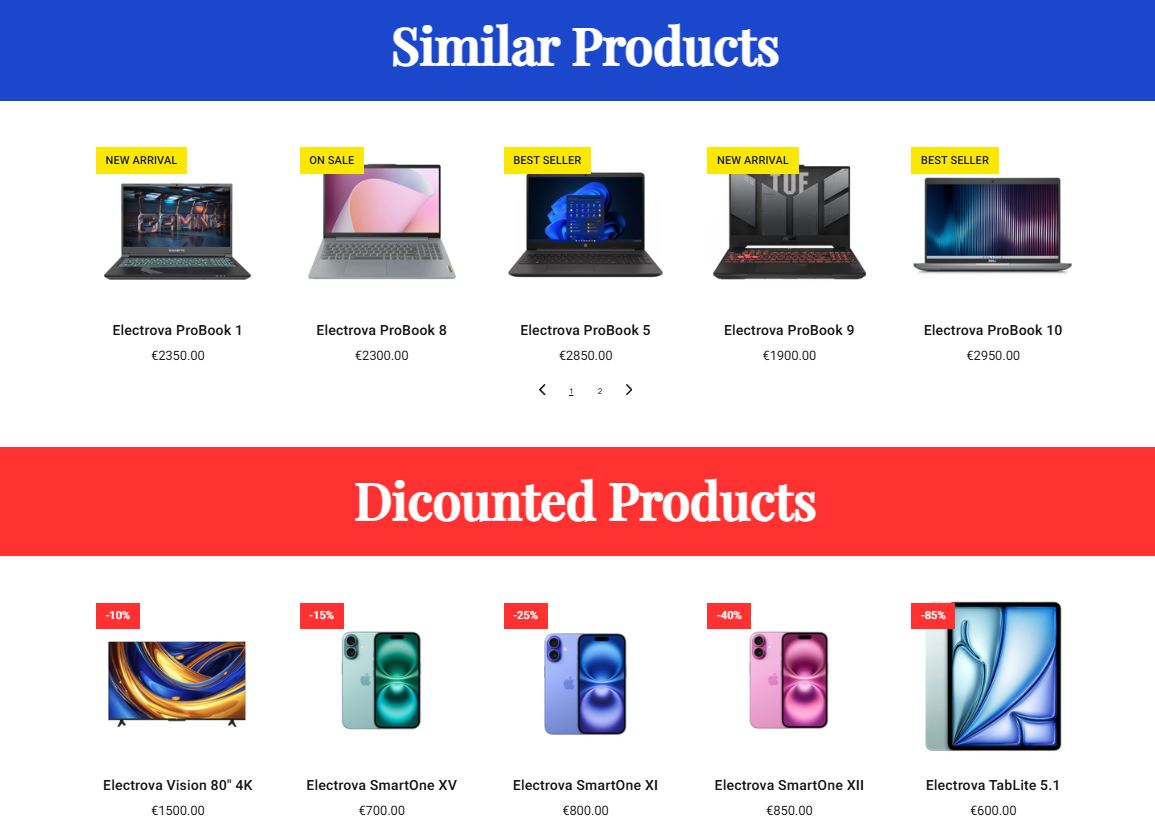 Similar Products
NEW ARRIVAL
ON SALE
BEST SELLER
NEW ARRIVAL
BEST SELLER
GAMING
TUF
Electrova ProBook 1
Electrova ProBook 8
Electrova ProBook 5
Electrova ProBook 9
Electrova ProBook 10
€2350.00
€2300.00
€2850.00
€1900.00
€2950.00
1 2
Dicounted Products
-10%
-15%
-25%
-40%
-85%
Electrova Vision 80" 4K
Electrova SmartOne XV
Electrova SmartOne XI
Electrova SmartOne XII
Electrova TabLite 5.1
€1500.00
€700.00
€800.00
€850.00
€600.00